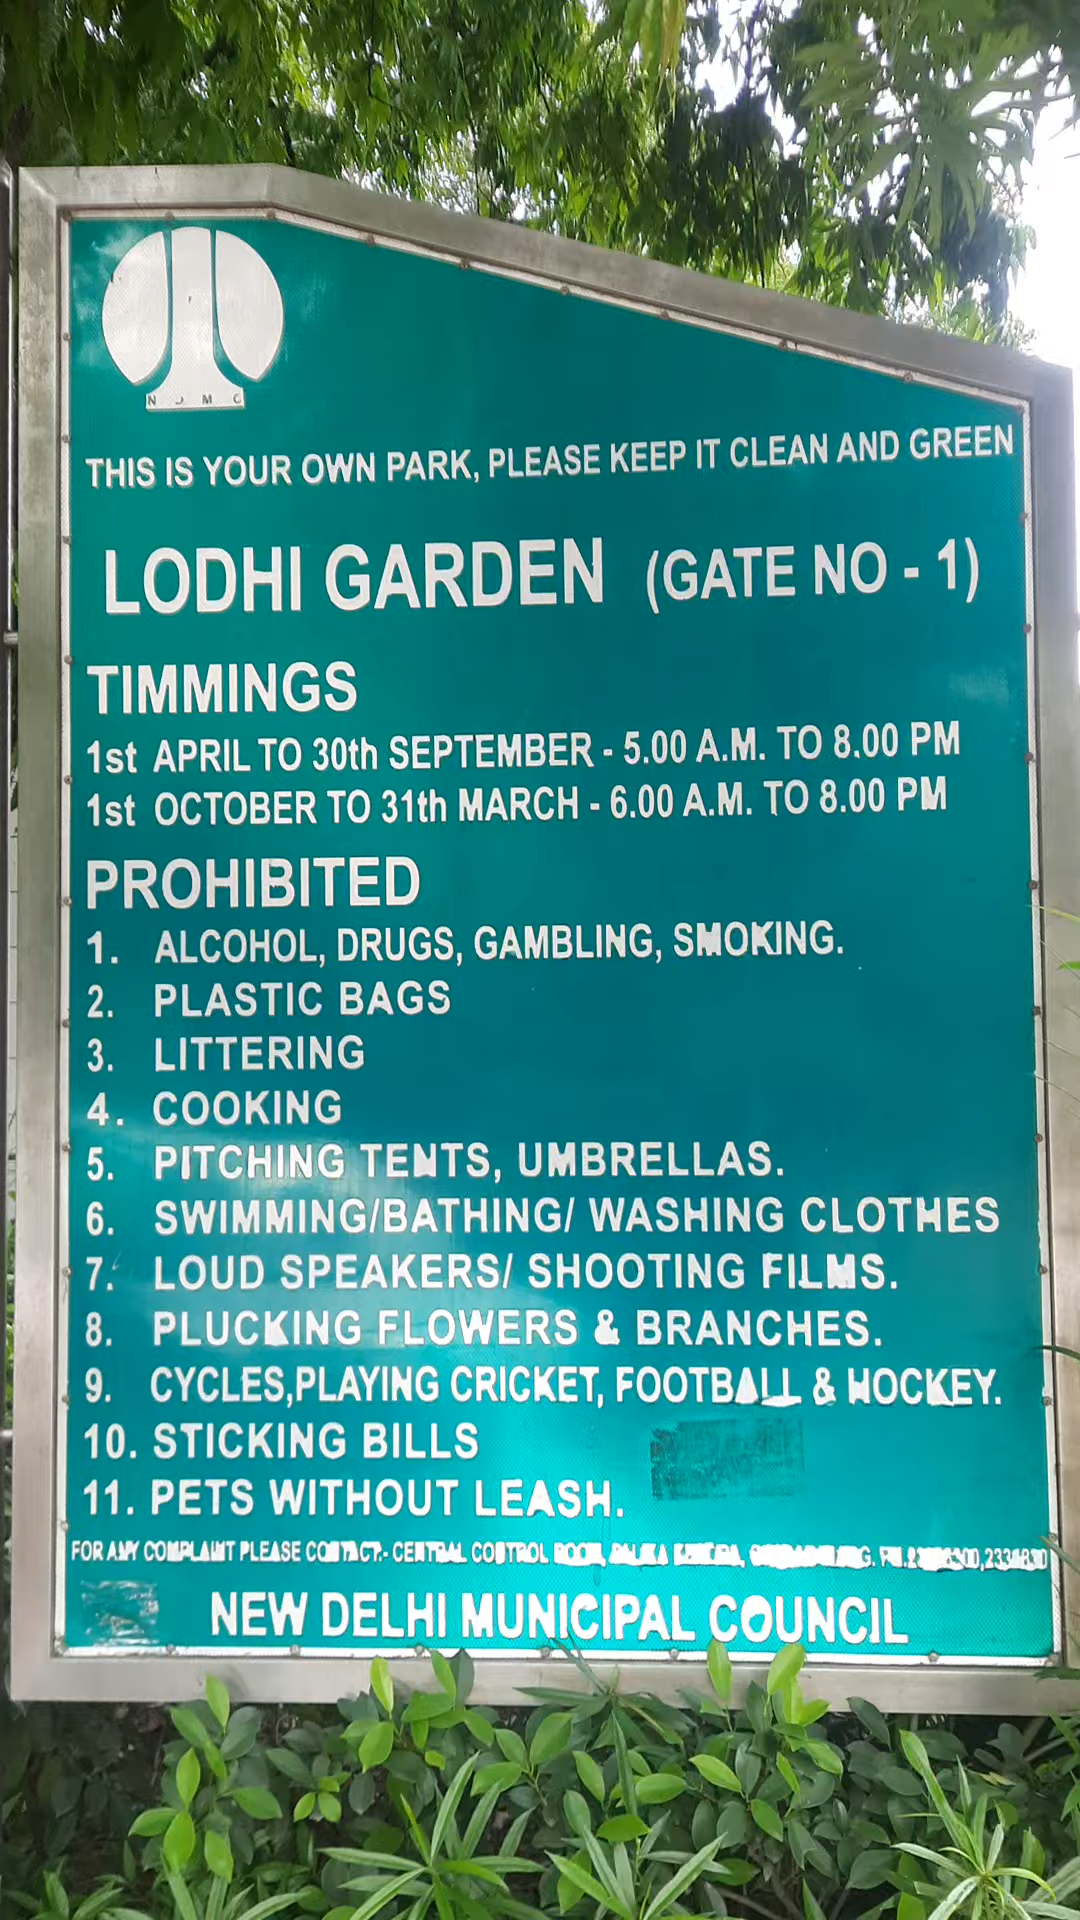 N D M C
THIS IS YOUR OWN PARK, PLEASE KEEP IT CLEAN AND GREEN
LODHI GARDEN (GATE NO - 1)
TIMMINGS
1st APRIL TO 30th SEPTEMBER - 5.00 A.M. TO 8.00 PM
1st OCTOBER TO 31th MARCH - 6.00 A.M. TO 8.00 PM
PROHIBITED
1. ALCOHOL, DRUGS, GAMBLING, SMOKING.
2. PLASTIC BAGS
3. LITTERING
4. COOKING
5. PITCHING TENTS, UMBRELLAS.
6. SWIMMING/BATHING/ WASHING CLOTHES
7. LOUD SPEAKERS/ SHOOTING FILMS.
8. PLUCKING FLOWERS & BRANCHES.
9. CYCLES,PLAYING CRICKET, FOOTBALL & HOCKEY.
10. STICKING BILLS
11. PETS WITHOUT LEASH.
FOR ANY COMPLAINT PLEASE CONTACT:- CENTRAL CONTROL ROOM, PALIKA KENDRA,
NEW DELHI MUNICIPAL COUNCIL